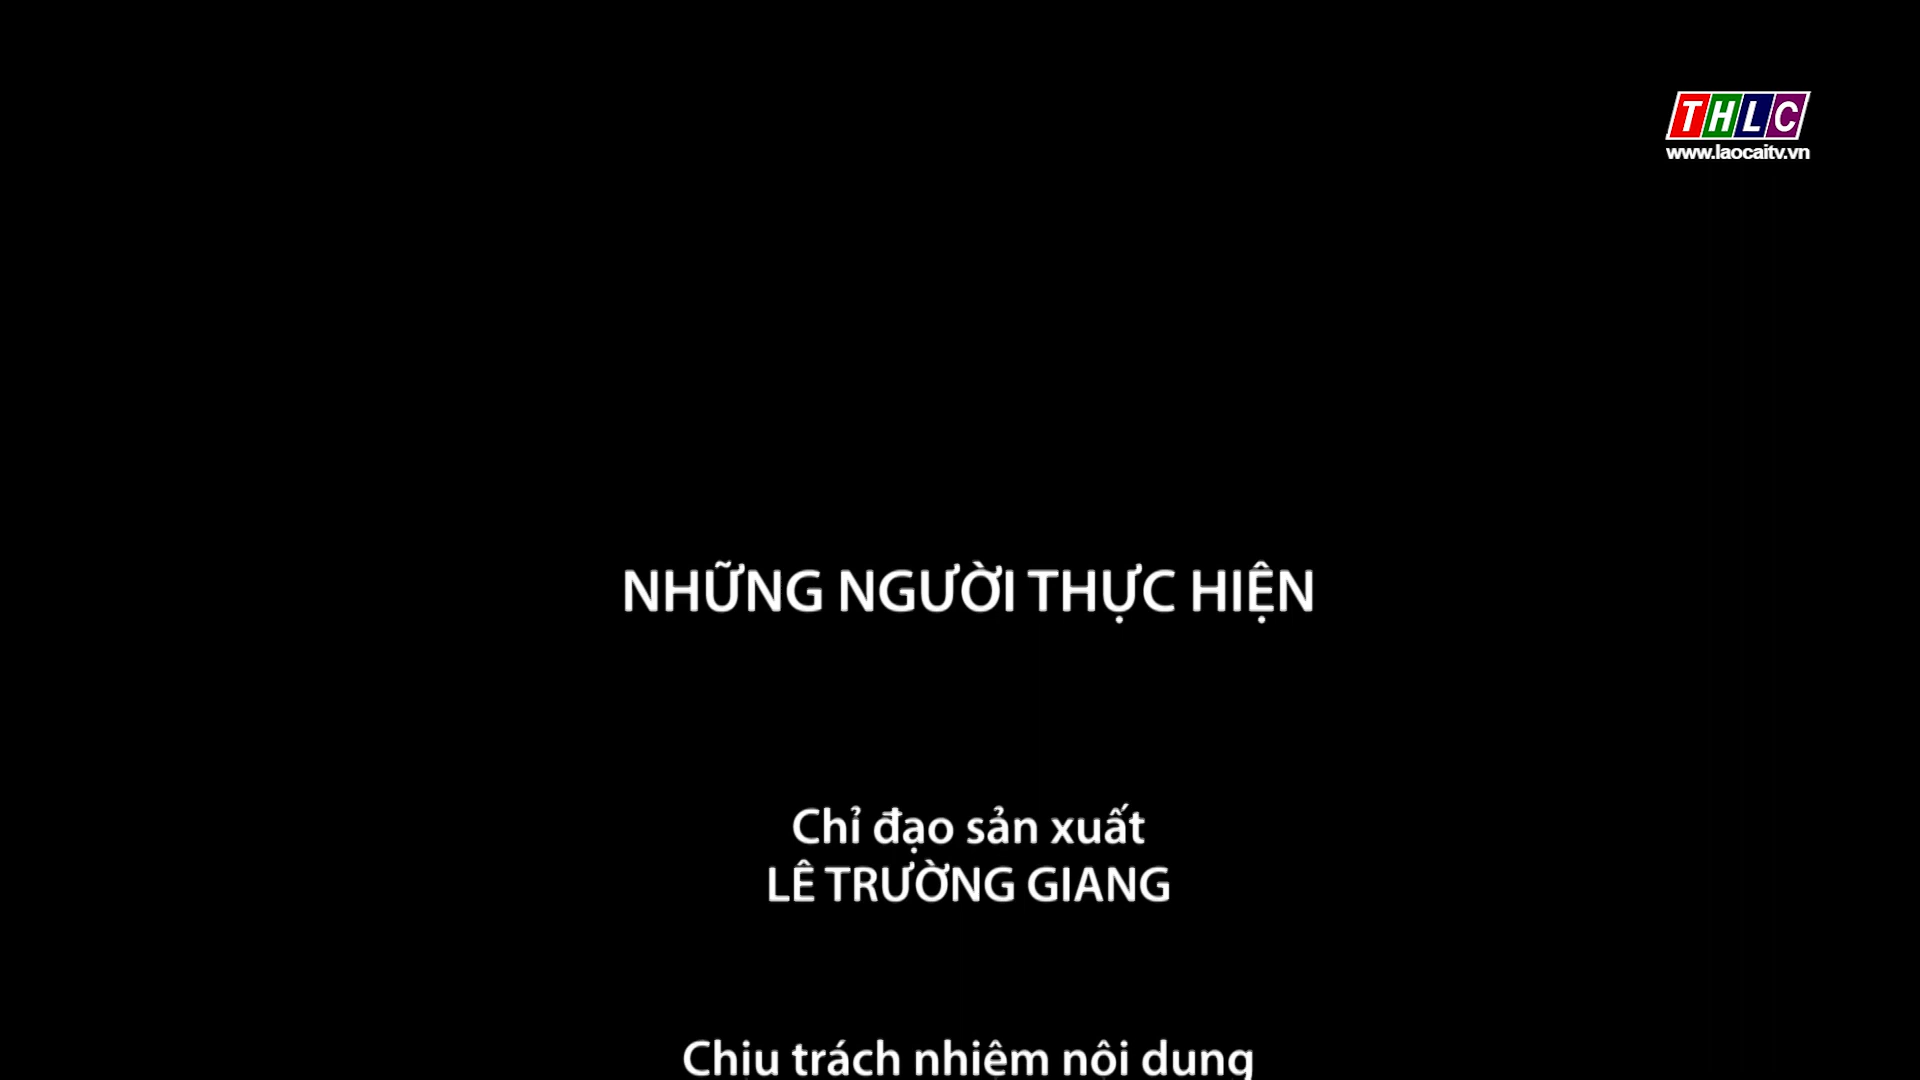 THLC
www.laocaitv.vn
NHỮNG NGƯỜI THỰC HIỆN
Chỉ đạo sản xuất
LÊ TRƯỜNG GIANG
Chịu trách nhiệm nội dung